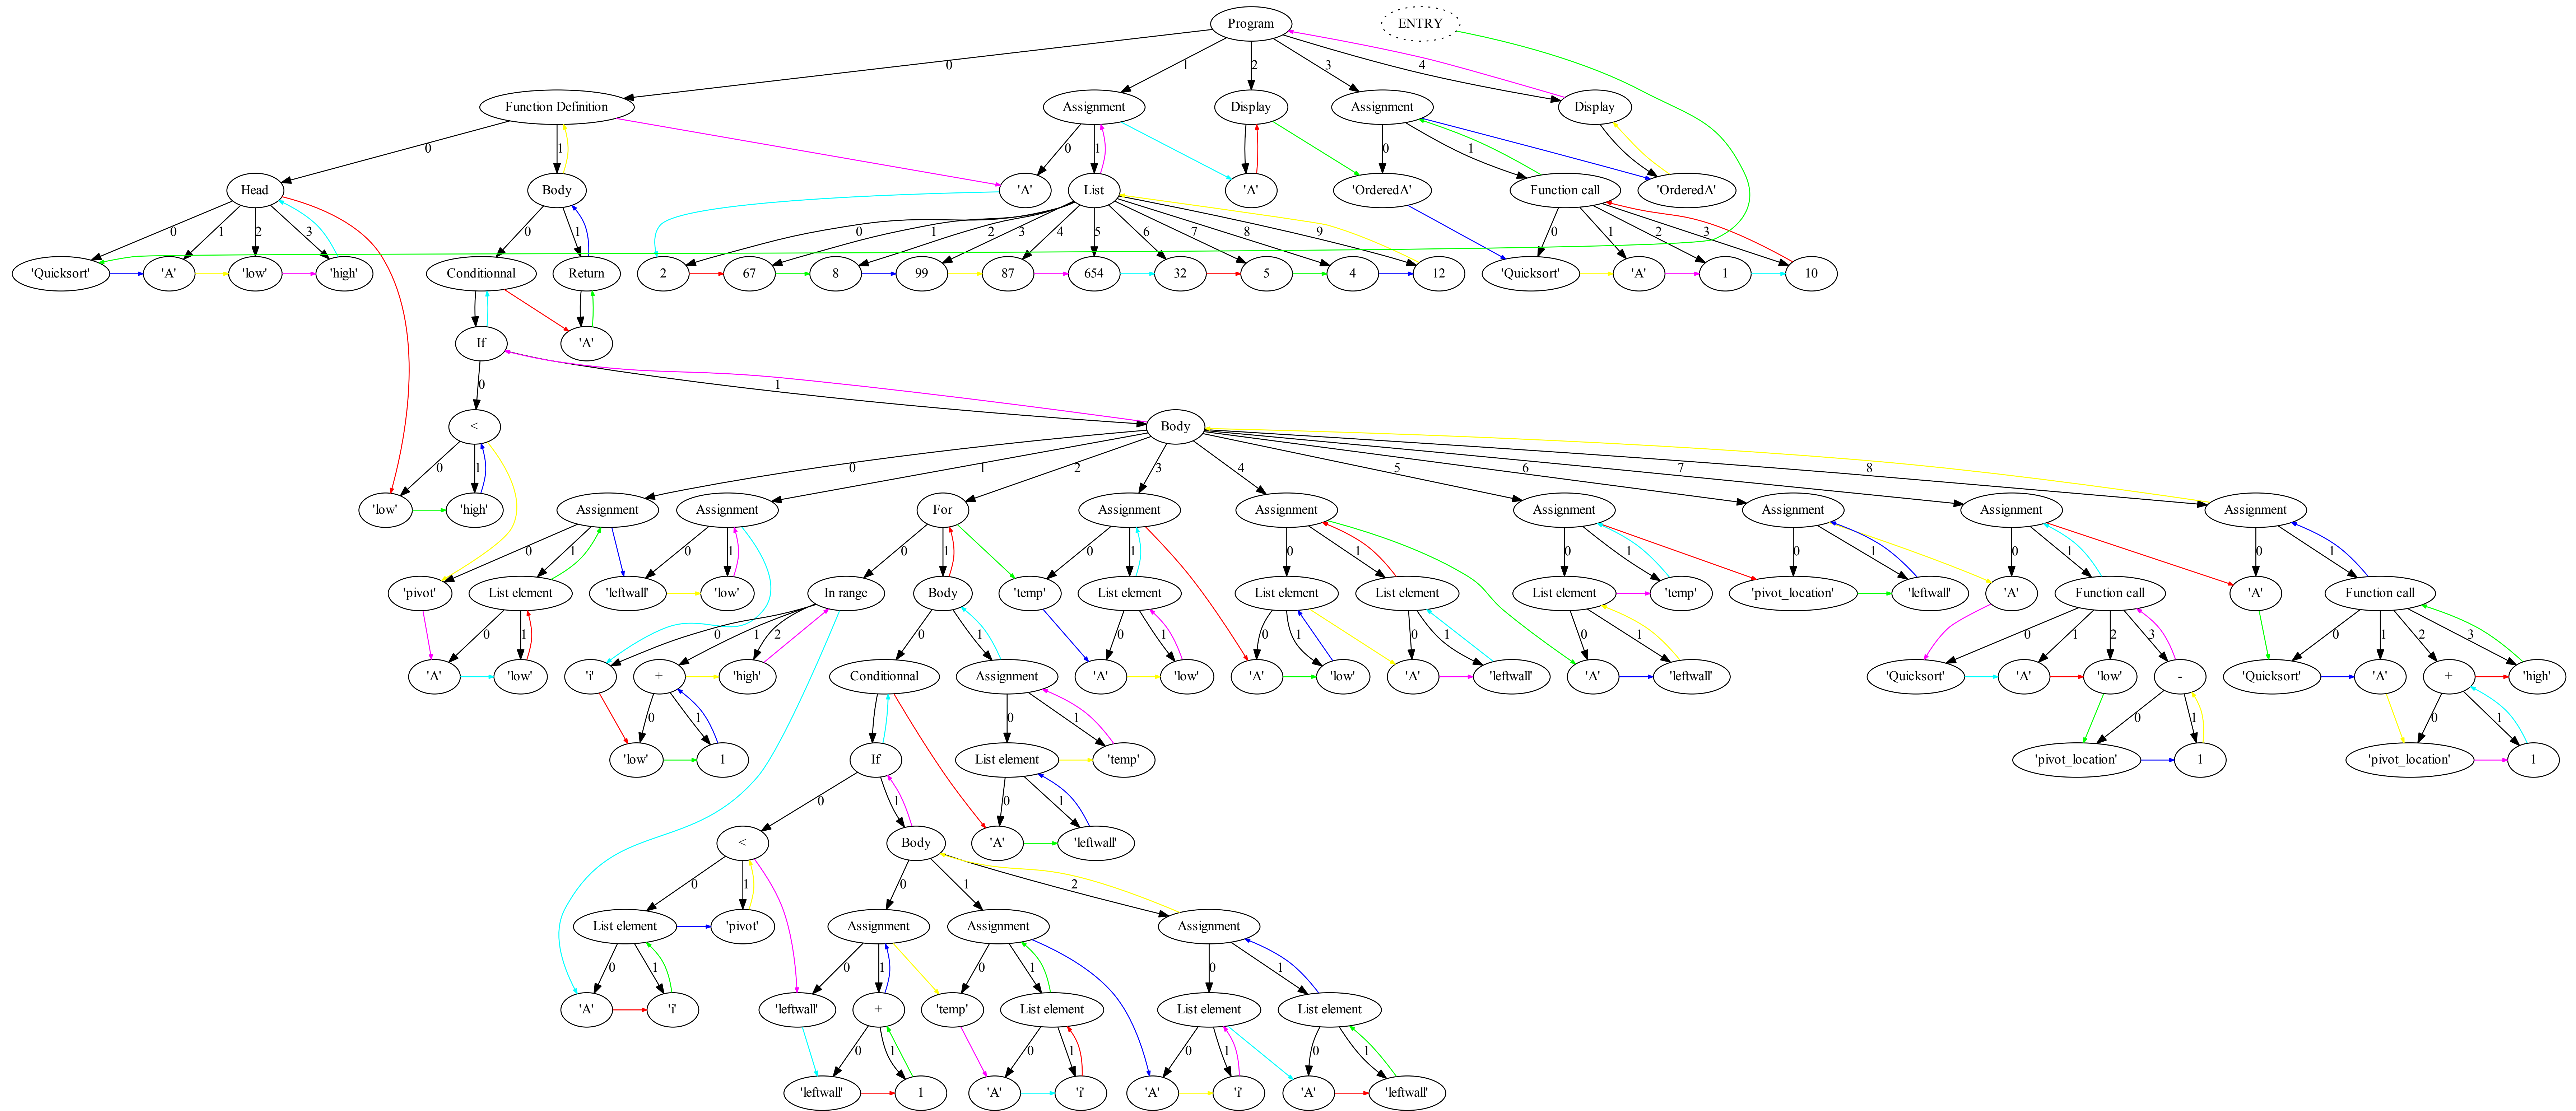 Program
ENTRY
0
1
2
3
4
Function Definition
Assignment
Display
Assignment
Display
0
1
0
1
0
1
Head
Body
'A'
List
'A'
'OrderedA'
Function call
'OrderedA'
0
1
2
3
0
1
0
1
2
3
4
5
6
7
8
9
0
1
2
3
'Quicksort'
'A'
'low'
'high'
Conditionnal
Return
2
67
8
99
87
654
32
5
4
12
'Quicksort'
'A'
1
10
If
'A'
0
1
<
Body
0
1
0
1
2
3
4
5
6
7
8
'low'
'high'
Assignment
Assignment
For
Assignment
Assignment
Assignment
Assignment
Assignment
Assignment
0
1
0
1
0
1
0
1
0
1
0
1
0
1
0
1
0
1
'pivot'
List element
'leftwall'
'low'
In range
Body
'temp'
List element
List element
List element
List element
'temp'
'pivot_location'
'leftwall'
'A'
Function call
'A'
Function call
0
1
0
1
2
0
1
0
1
0
1
0
1
0
1
0
1
2
3
0
1
2
3
'A'
'low'
'i'
+
'high'
Conditionnal
Assignment
'A'
'low'
'A'
'low'
'A'
'leftwall'
'A'
'leftwall'
'Quicksort'
'A'
'low'
-
'Quicksort'
'A'
+
'high'
0
1
0
1
0
1
0
1
'low'
1
If
List element
'temp'
'pivot_location'
1
'pivot_location'
1
0
1
0
1
<
Body
'A'
'leftwall'
0
1
0
1
2
List element
'pivot'
Assignment
Assignment
Assignment
0
1
0
1
0
1
0
1
'A'
'i'
'leftwall'
+
'temp'
List element
List element
List element
0
1
0
1
0
1
0
1
'leftwall'
1
'A'
'i'
'A'
'i'
'A'
'leftwall'